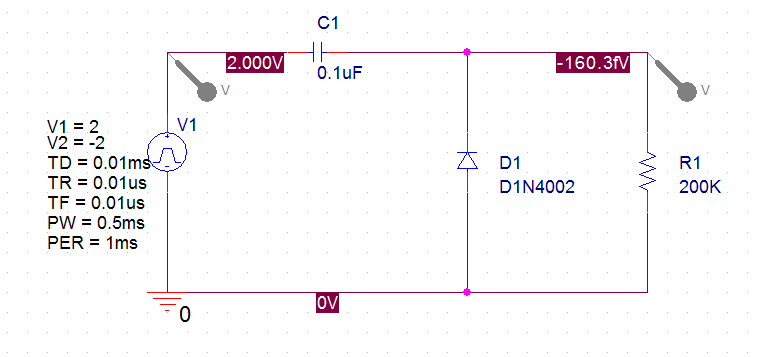 C1
2.000V
0.1uF
-160.3fV
V
V
V1
V1 = 2
V2 = -2
TD = 0.01ms
TR = 0.01us
TF = 0.01us
PW = 0.5ms
PER = 1ms
D1
D1N4002
R1
200K
0V
0